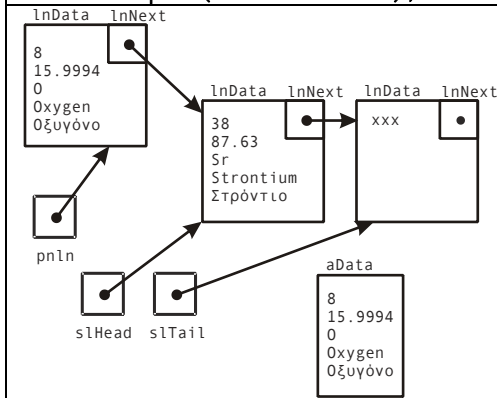 lnData lnNext
8
15.9994
O
Oxygen
Οξυγόνο
lnData lnNext
38
87.63
Sr
Strontium
Στρόντιο
lnData lnNext
xxx
pnln
slHead
slTail
aData
8
15.9994
O
Oxygen
Οξυγόνο